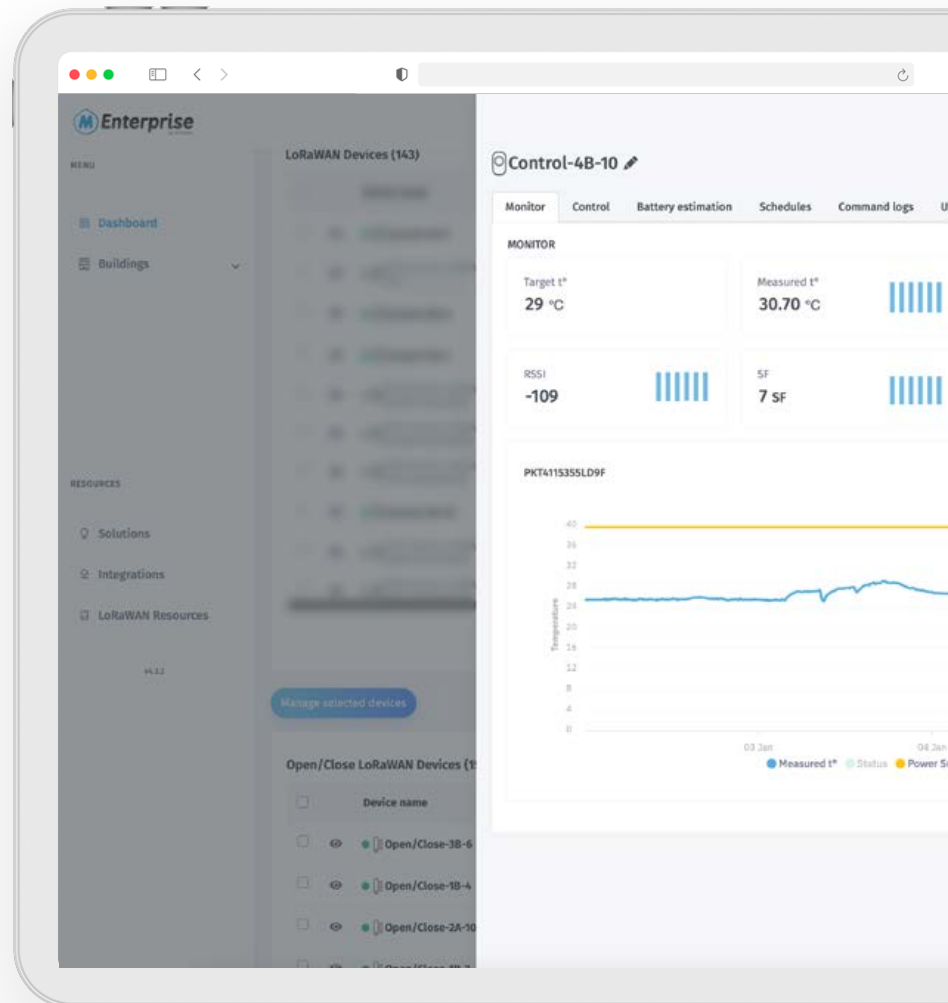 Enterprise
MENU
Dashboard
Buildings
RESOURCES
Solutions
Integrations
LoRaWAN Resources
LoRaWAN Devices (143)
Manage selected devices
Open/Close LoRaWAN Devices
Device name
Open/Close-3B-6
Open/Close-1B-4
Open/Close-2A-10
Control-4B-10
Monitor Control Battery estimation Schedules Command logs U
MONITOR
Target t°
29 °C
Measured t°
30.70 °C
RSSI
-109
SF
7 SF
PKT4115355LD9F
40
36
32
28
24
20
16
12
8
4
0
Temperature
03 Jan 04 Jan
Measured t° Status Power